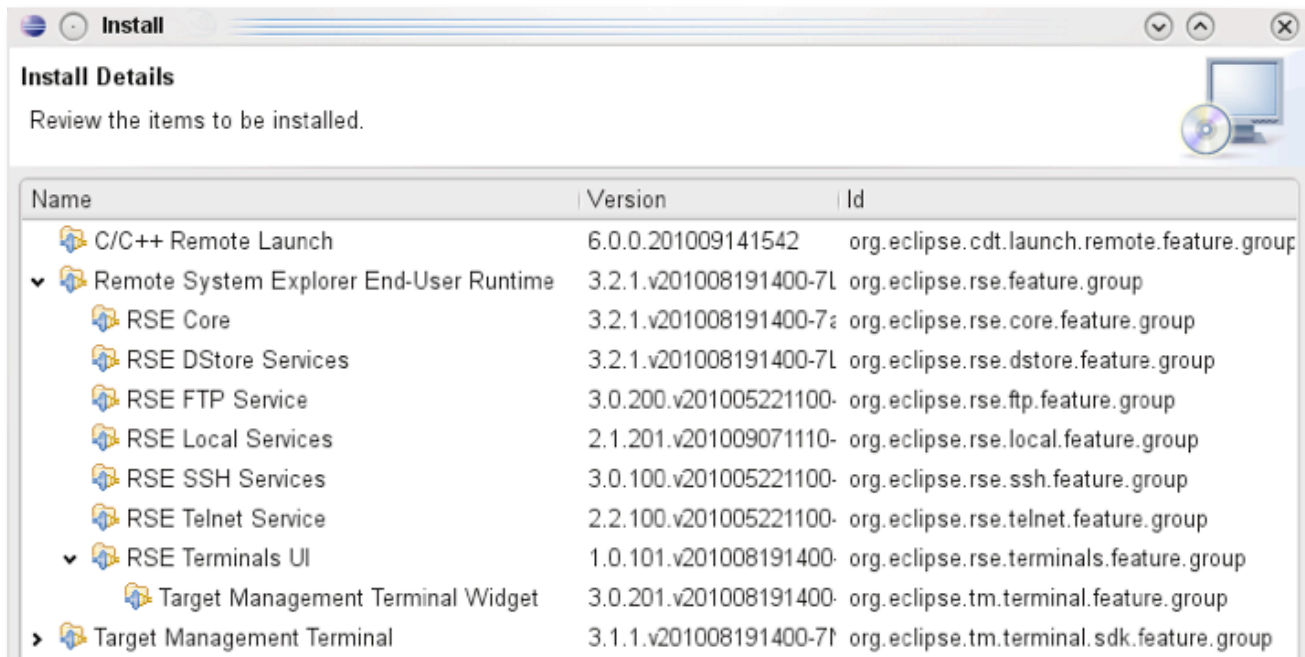 Install
Install Details
Review the items to be installed.
Name Version Id
C/C++ Remote Launch 6.0.0.201009141542 org.eclipse.cdt.launch.remote.feature.group
Remote System Explorer End-User Runtime 3.2.1.v201008191400-7L org.eclipse.rse.feature.group
RSE Core 3.2.1.v201008191400-7a org.eclipse.rse.core.feature.group
RSE DStore Services 3.2.1.v201008191400-7L org.eclipse.rse.dstore.feature.group
RSE FTP Service 3.0.200.v201005221100- org.eclipse.rse.ftp.feature.group
RSE Local Services 2.1.201.v201009071110- org.eclipse.rse.local.feature.group
RSE SSH Services 3.0.100.v201005221100- org.eclipse.rse.ssh.feature.group
RSE Telnet Service 2.2.100.v201005221100- org.eclipse.rse.telnet.feature.group
RSE Terminals UI 1.0.101.v201008191400- org.eclipse.rse.terminals.feature.group
Target Management Terminal Widget 3.0.201.v201008191400- org.eclipse.tm.terminal.feature.group
Target Management Terminal 3.1.1.v201008191400-7 org.eclipse.tm.terminal.sdk.feature.group